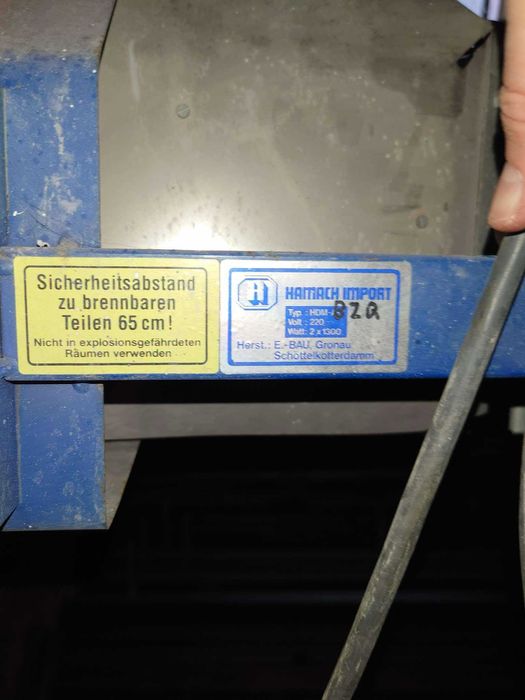 Sicherheitsabstand
zu brennbaren
Teilen 65 cm!
Nicht in explosionsgefährdeten
Räumen verwenden
H HAMACH IMPORT
Typ : HDM-
BZQ
Volt : 220
Watt: 2 x 1300
Herst.: E.-BAU, Gronau
Schöttelkotterdamm